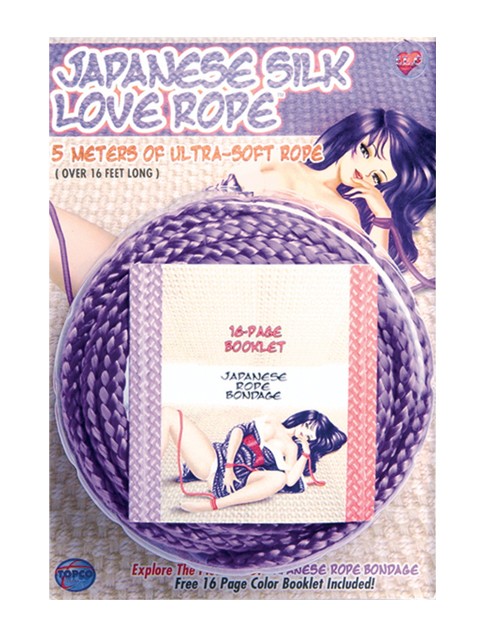 JAPANESE SILK
LOVE ROPE
5 METERS OF ULTRA-SOFT ROPE
( OVER 16 FEET LONG )
16-PAGE
BOOKLET
JAPANESE
ROPE
BONDAGE
Explore The JAPANESE ROPE BONDAGE
Free 16 Page Color Booklet Included!
TOPCO